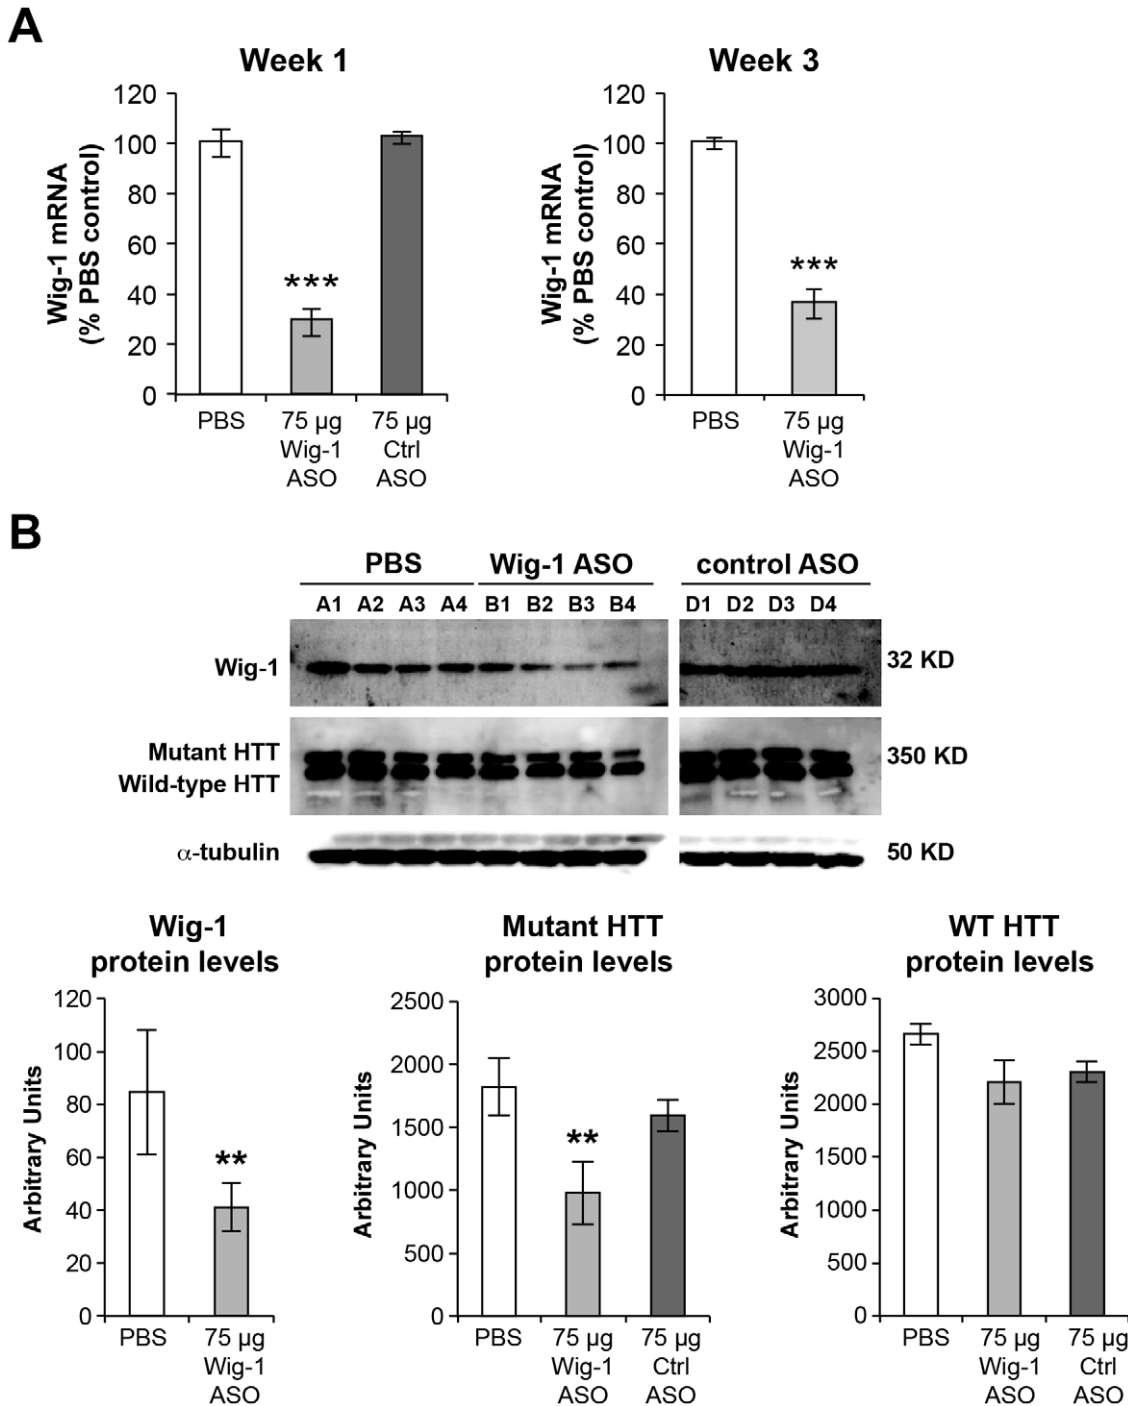 A
Week 1
Week 3
Wig-1 mRNA
(% PBS control)
120
100
80
60
40
20
0
***
PBS
75 µg
Wig-1
ASO
75 µg
Ctrl
ASO
Wig-1 mRNA
(% PBS control)
120
100
80
60
40
20
0
***
PBS
75 µg
Wig-1
ASO
B
PBS Wig-1 ASO control ASO
A1 A2 A3 A4 B1 B2 B3 B4 D1 D2 D3 D4
Wig-1 32 KD
Mutant HTT 350 KD
Wild-type HTT
α-tubulin 50 KD
Wig-1
protein levels
Arbitrary Units
120
100
80
60
40
20
0
**
PBS
75 µg
Wig-1
ASO
Mutant HTT
protein levels
Arbitrary Units
2500
2000
1500
1000
500
0
**
PBS
75 µg
Wig-1
ASO
75 µg
Ctrl
ASO
WT HTT
protein levels
Arbitrary Units
3000
2500
2000
1500
1000
500
0
PBS
75 µg
Wig-1
ASO
75 µg
Ctrl
ASO